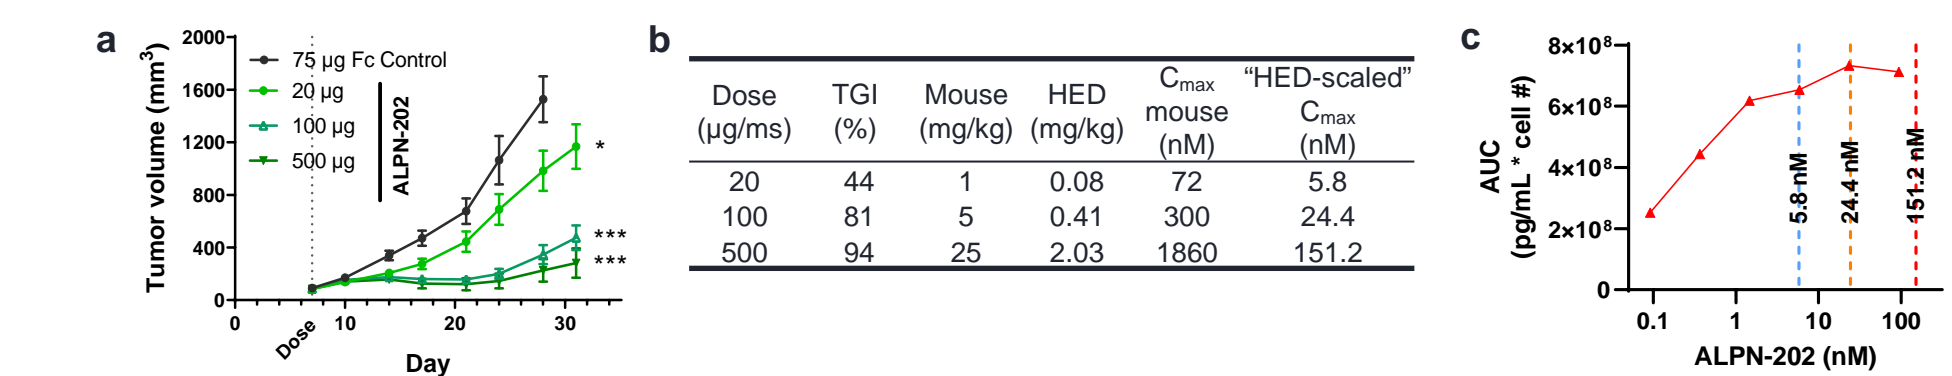 a
2000
1600
1200
800
400
0
Tumor volume (mm³)
75 µg Fc Control
20 µg
100 µg
500 µg
ALPN-202
*
***
***
0
10
20
30
Dose
Day
b
Dose (µg/ms) TGI (%) Mouse (mg/kg) HED (mg/kg) Cmax mouse (nM) “HED-scaled” Cmax (nM)
20 44 1 0.08 72 5.8
100 81 5 0.41 300 24.4
500 94 25 2.03 1860 151.2
c
8×10⁸
6×10⁸
4×10⁸
2×10⁸
0
AUC
(pg/mL * cell #)
5.8 nM
24.4 nM
151.2 nM
0.1
1
10
100
ALPN-202 (nM)